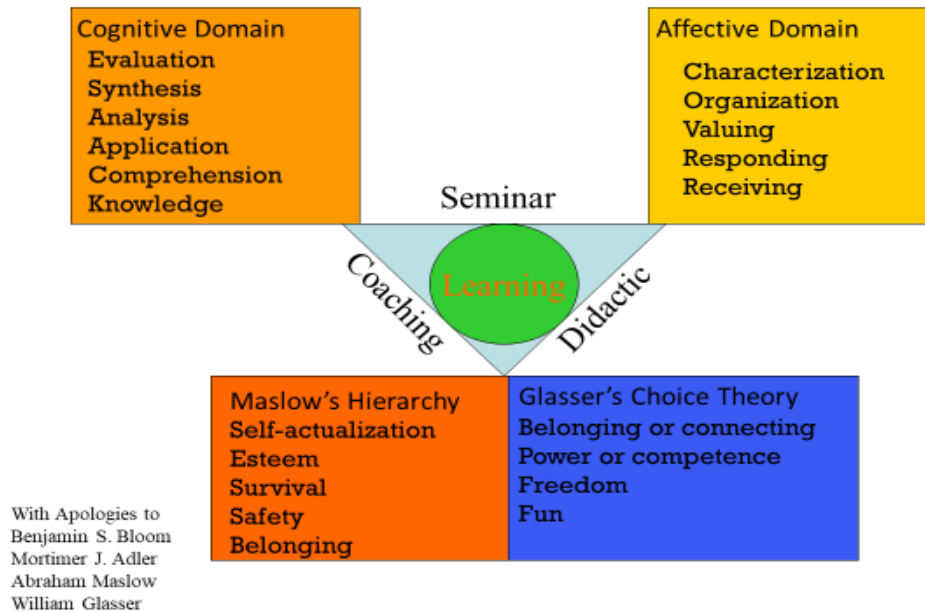 Cognitive Domain
Evaluation
Synthesis
Analysis
Application
Comprehension
Knowledge
Affective Domain
Characterization
Organization
Valuing
Responding
Receiving
Seminar
Coaching
Learning
Didactic
Maslow's Hierarchy
Self-actualization
Esteem
Survival
Safety
Belonging
Glasser's Choice Theory
Belonging or connecting
Power or competence
Freedom
Fun
With Apologies to
Benjamin S. Bloom
Mortimer J. Adler
Abraham Maslow
William Glasser